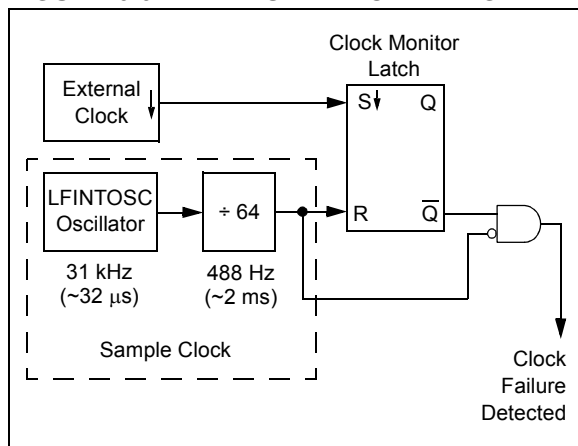 Clock Monitor
Latch
External
Clock
S
Q
LFINTOSC
Oscillator
÷ 64
R
Q̅
31 kHz
(~32 μs)
488 Hz
(~2 ms)
Sample Clock
Clock
Failure
Detected